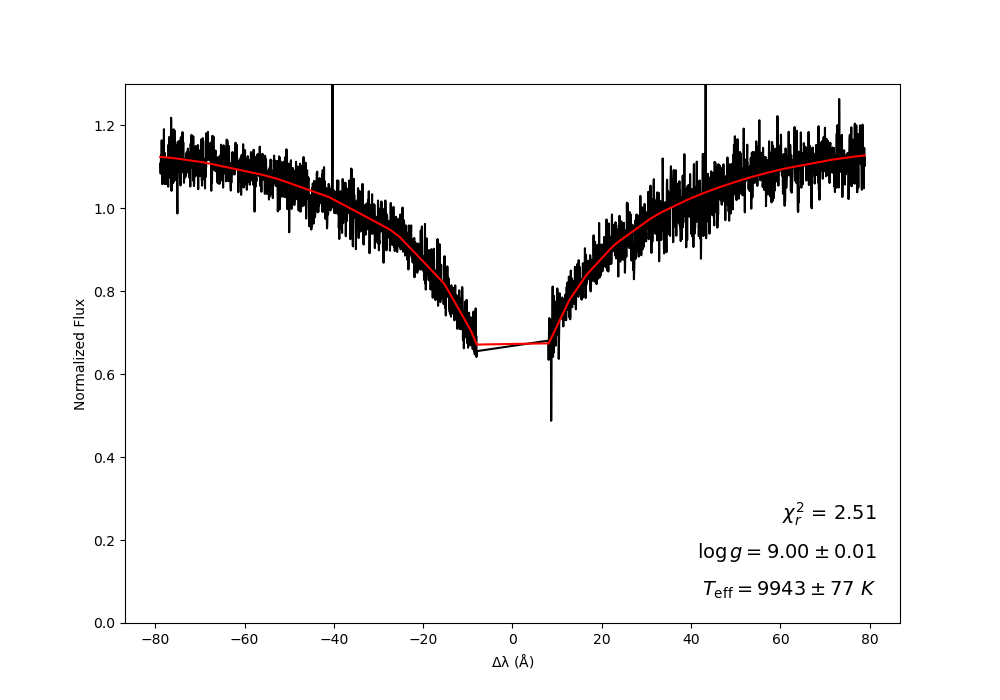 1.2
1.0
0.8
0.6
0.4
0.2
0.0
Normalized Flux
χ²ᵣ = 2.51
log g = 9.00 ± 0.01
T_eff = 9943 ± 77 K
−80 −60 −40 −20 0 20 40 60 80
Δλ (Å)